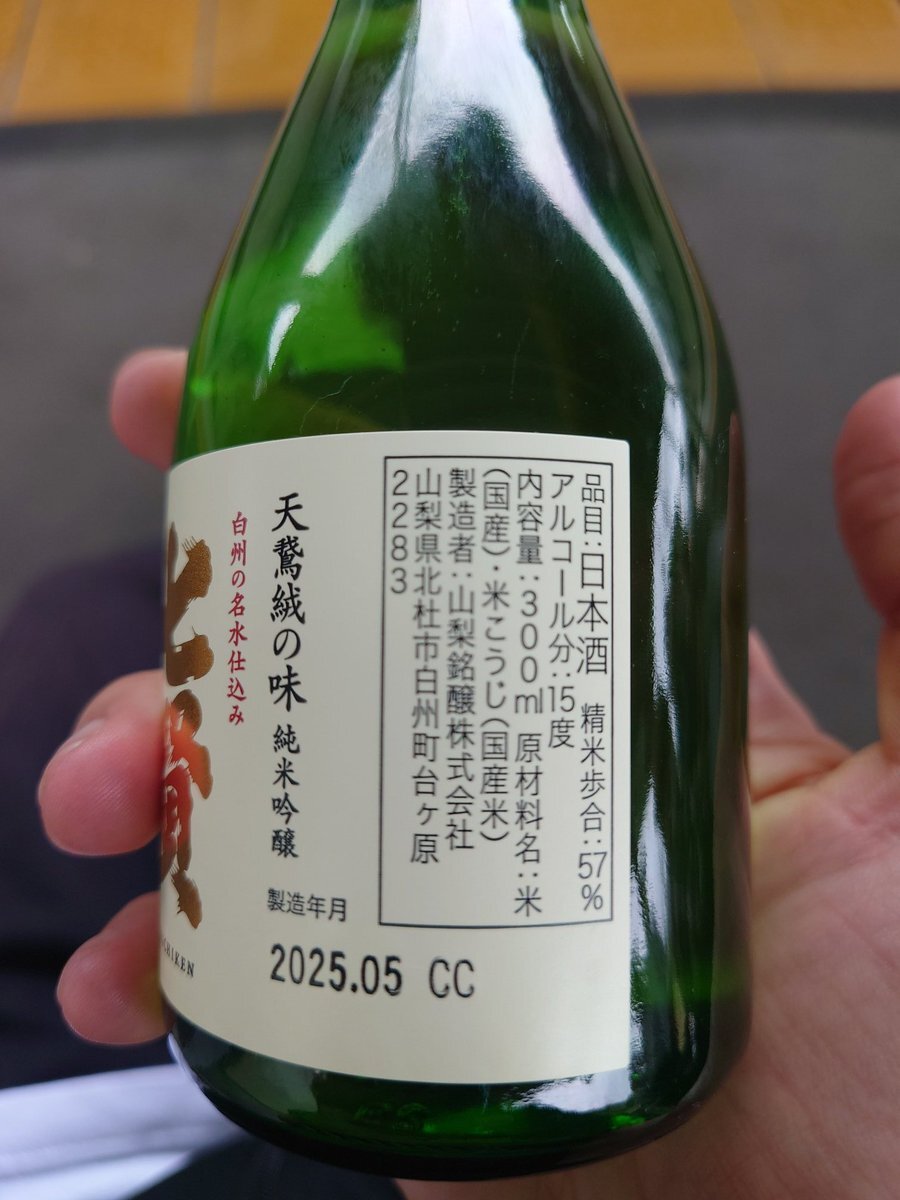 品目:日本酒 精米歩合:57%
アルコール分:15度
内容量:300ml 原材料名:米
(国産)・米こうじ(国産米)
製造者:山梨銘醸株式会社
山梨県北杜市白州町台ヶ原
2283
天鵞絨の味 純米吟醸
白州の名水仕込み
七賢
製造年月
2025.05 CC